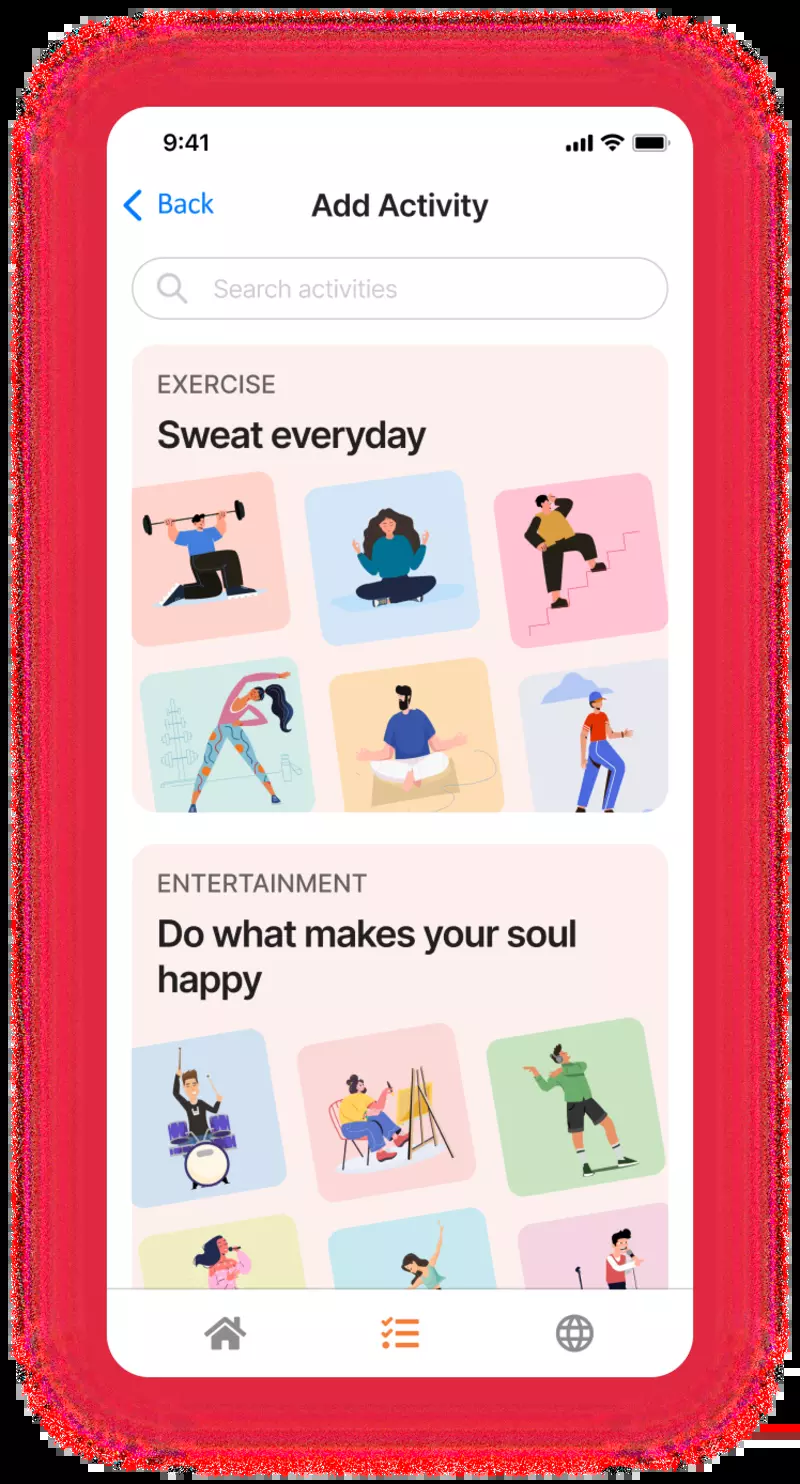 9:41
Back
Add Activity
Search activities
EXERCISE
Sweat everyday
ENTERTAINMENT
Do what makes your soul
happy